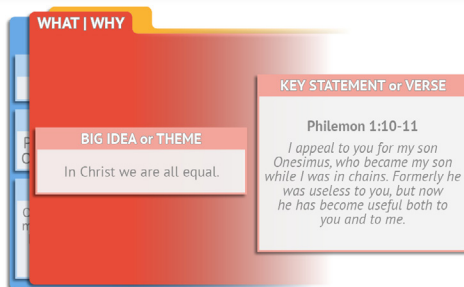 WHAT | WHY
KEY STATEMENT or VERSE
BIG IDEA or THEME
In Christ we are all equal.
Philemon 1:10-11
I appeal to you for my son
Onesimus, who became my son
while I was in chains. Formerly he
was useless to you, but now
he has become useful both to
you and to me.